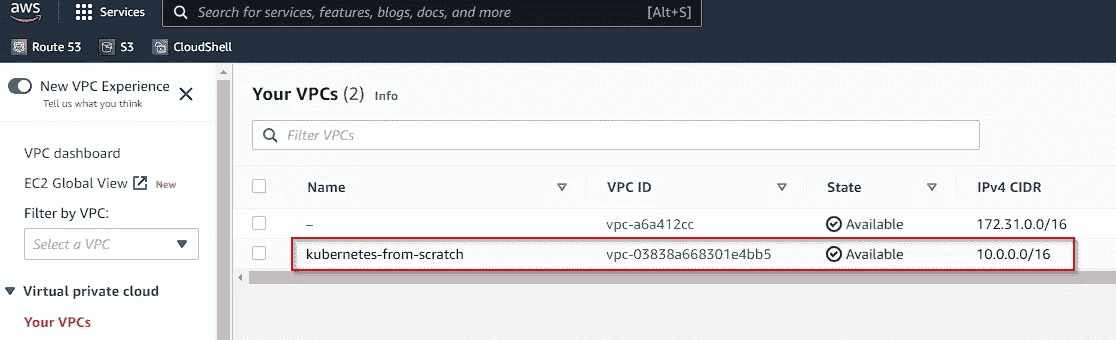 aws Services Search for services, features, blogs, docs, and more [Alt+S]
Route 53 S3 CloudShell
New VPC Experience
Tell us what you think
VPC dashboard
EC2 Global View New
Filter by VPC:
Select a VPC
Virtual private cloud
Your VPCs
Your VPCs (2) Info
Filter VPCs
Name VPC ID State IPv4 CIDR
– vpc-a6a412cc Available 172.31.0.0/16
kubernetes-from-scratch vpc-03838a668301e4bb5 Available 10.0.0.0/16